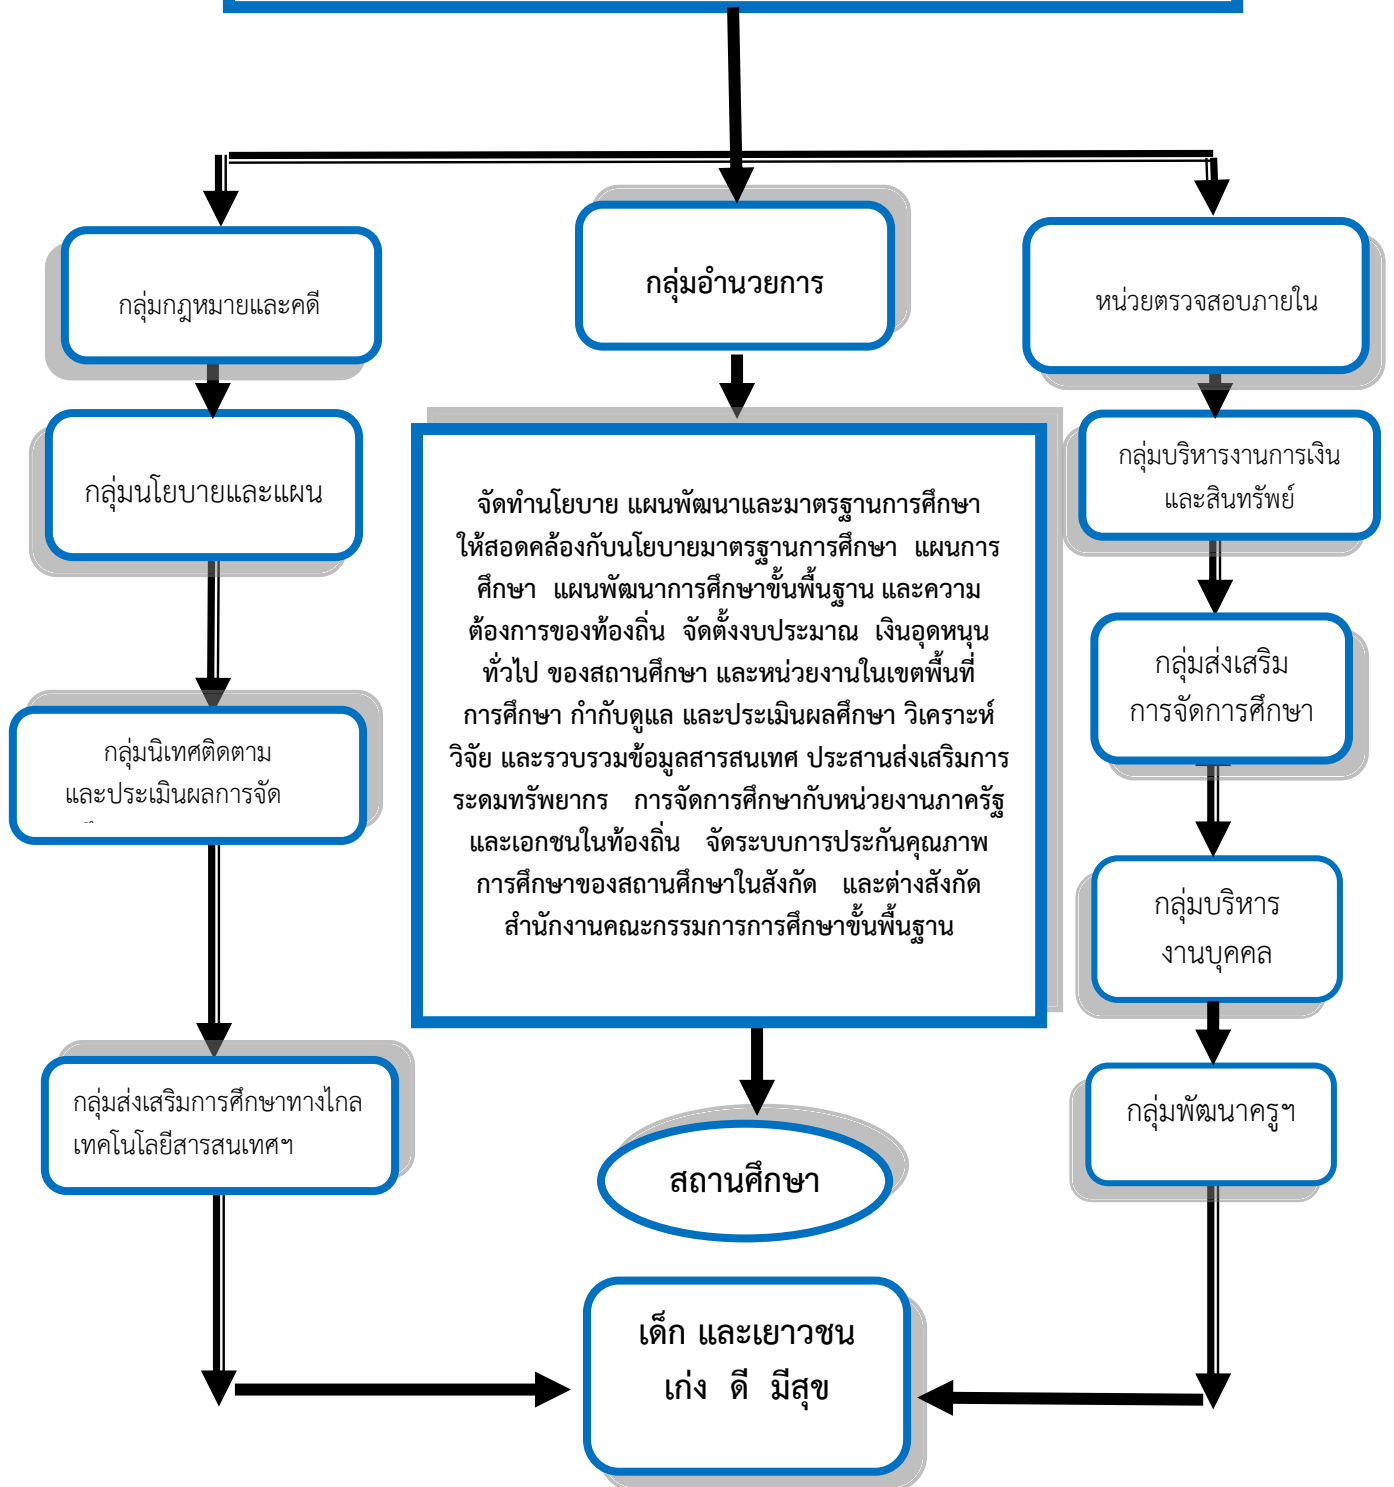 กลุ่มกฎหมายและคดี
กลุ่มอำนวยการ
หน่วยตรวจสอบภายใน
กลุ่มนโยบายและแผน
กลุ่มบริหารงานการเงิน
และสินทรัพย์
จัดทำนโยบาย แผนพัฒนาและมาตรฐานการศึกษา
ให้สอดคล้องกับนโยบายมาตรฐานการศึกษา แผนการ
ศึกษา แผนพัฒนาการศึกษาขั้นพื้นฐาน และความ
ต้องการของท้องถิ่น จัดตั้งงบประมาณ เงินอุดหนุน
ทั่วไป ของสถานศึกษา และหน่วยงานในเขตพื้นที่
การศึกษา กำกับดูแล และประเมินผลศึกษา วิเคราะห์
วิจัย และรวบรวมข้อมูลสารสนเทศ ประสานส่งเสริมการ
ระดมทรัพยากร การจัดการศึกษากับหน่วยงานภาครัฐ
และเอกชนในท้องถิ่น จัดระบบการประกันคุณภาพ
การศึกษาของสถานศึกษาในสังกัด และต่างสังกัด
สำนักงานคณะกรรมการการศึกษาขั้นพื้นฐาน
กลุ่มส่งเสริม
การจัดการศึกษา
กลุ่มนิเทศติดตาม
และประเมินผลการจัด
กลุ่มบริหาร
งานบุคคล
กลุ่มส่งเสริมการศึกษาทางไกล
เทคโนโลยีสารสนเทศฯ
กลุ่มพัฒนาครูฯ
สถานศึกษา
เด็ก และเยาวชน
เก่ง ดี มีสุข